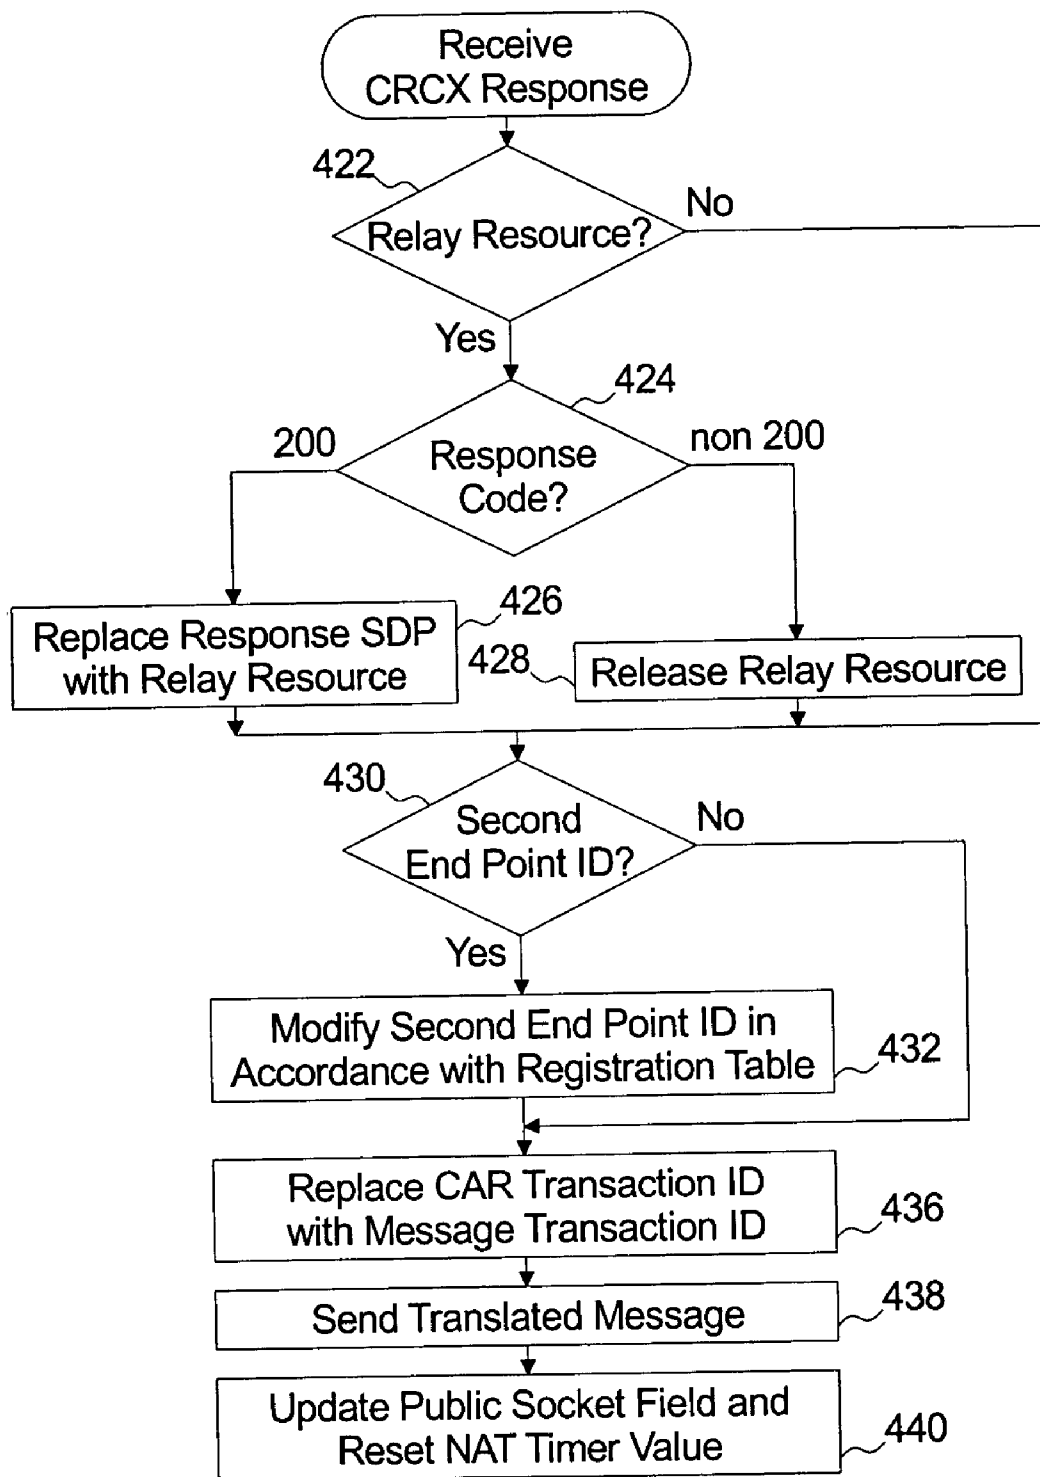 Receive
CRCX Response
422
No
Relay Resource?
Yes
424
200
non 200
Response
Code?
426
Replace Response SDP
with Relay Resource
428
Release Relay Resource
430
No
Second
End Point ID?
Yes
Modify Second End Point ID in
Accordance with Registration Table
432
Replace CAR Transaction ID
with Message Transaction ID
436
Send Translated Message
438
Update Public Socket Field and
Reset NAT Timer Value
440